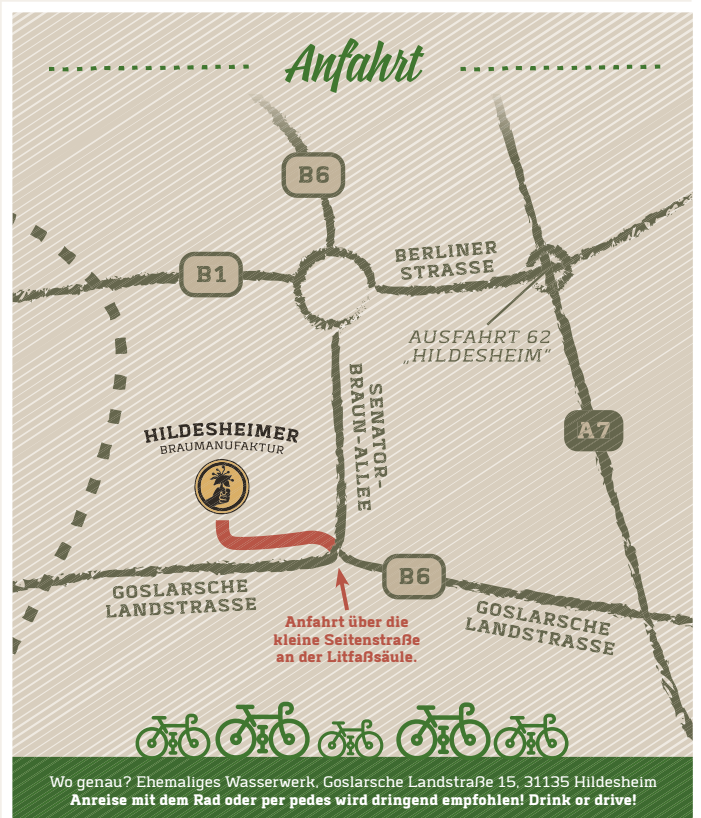 Anfahrt
B6
B1
BERLINER
STRASSE
AUSFAHRT 62
„HILDESHEIM“
SENATOR-
BRAUN-ALLEE
A7
HILDESHEIMER
BRAUMANUFAKTUR
GOSLARSCHE
LANDSTRASSE
B6
GOSLARSCHE
LANDSTRASSE
Anfahrt über die
kleine Seitenstraße
an der Litfaßsäule.
Wo genau? Ehemaliges Wasserwerk, Goslarsche Landstraße 15, 31135 Hildesheim
Anreise mit dem Rad oder per pedes wird dringend empfohlen! Drink or drive!